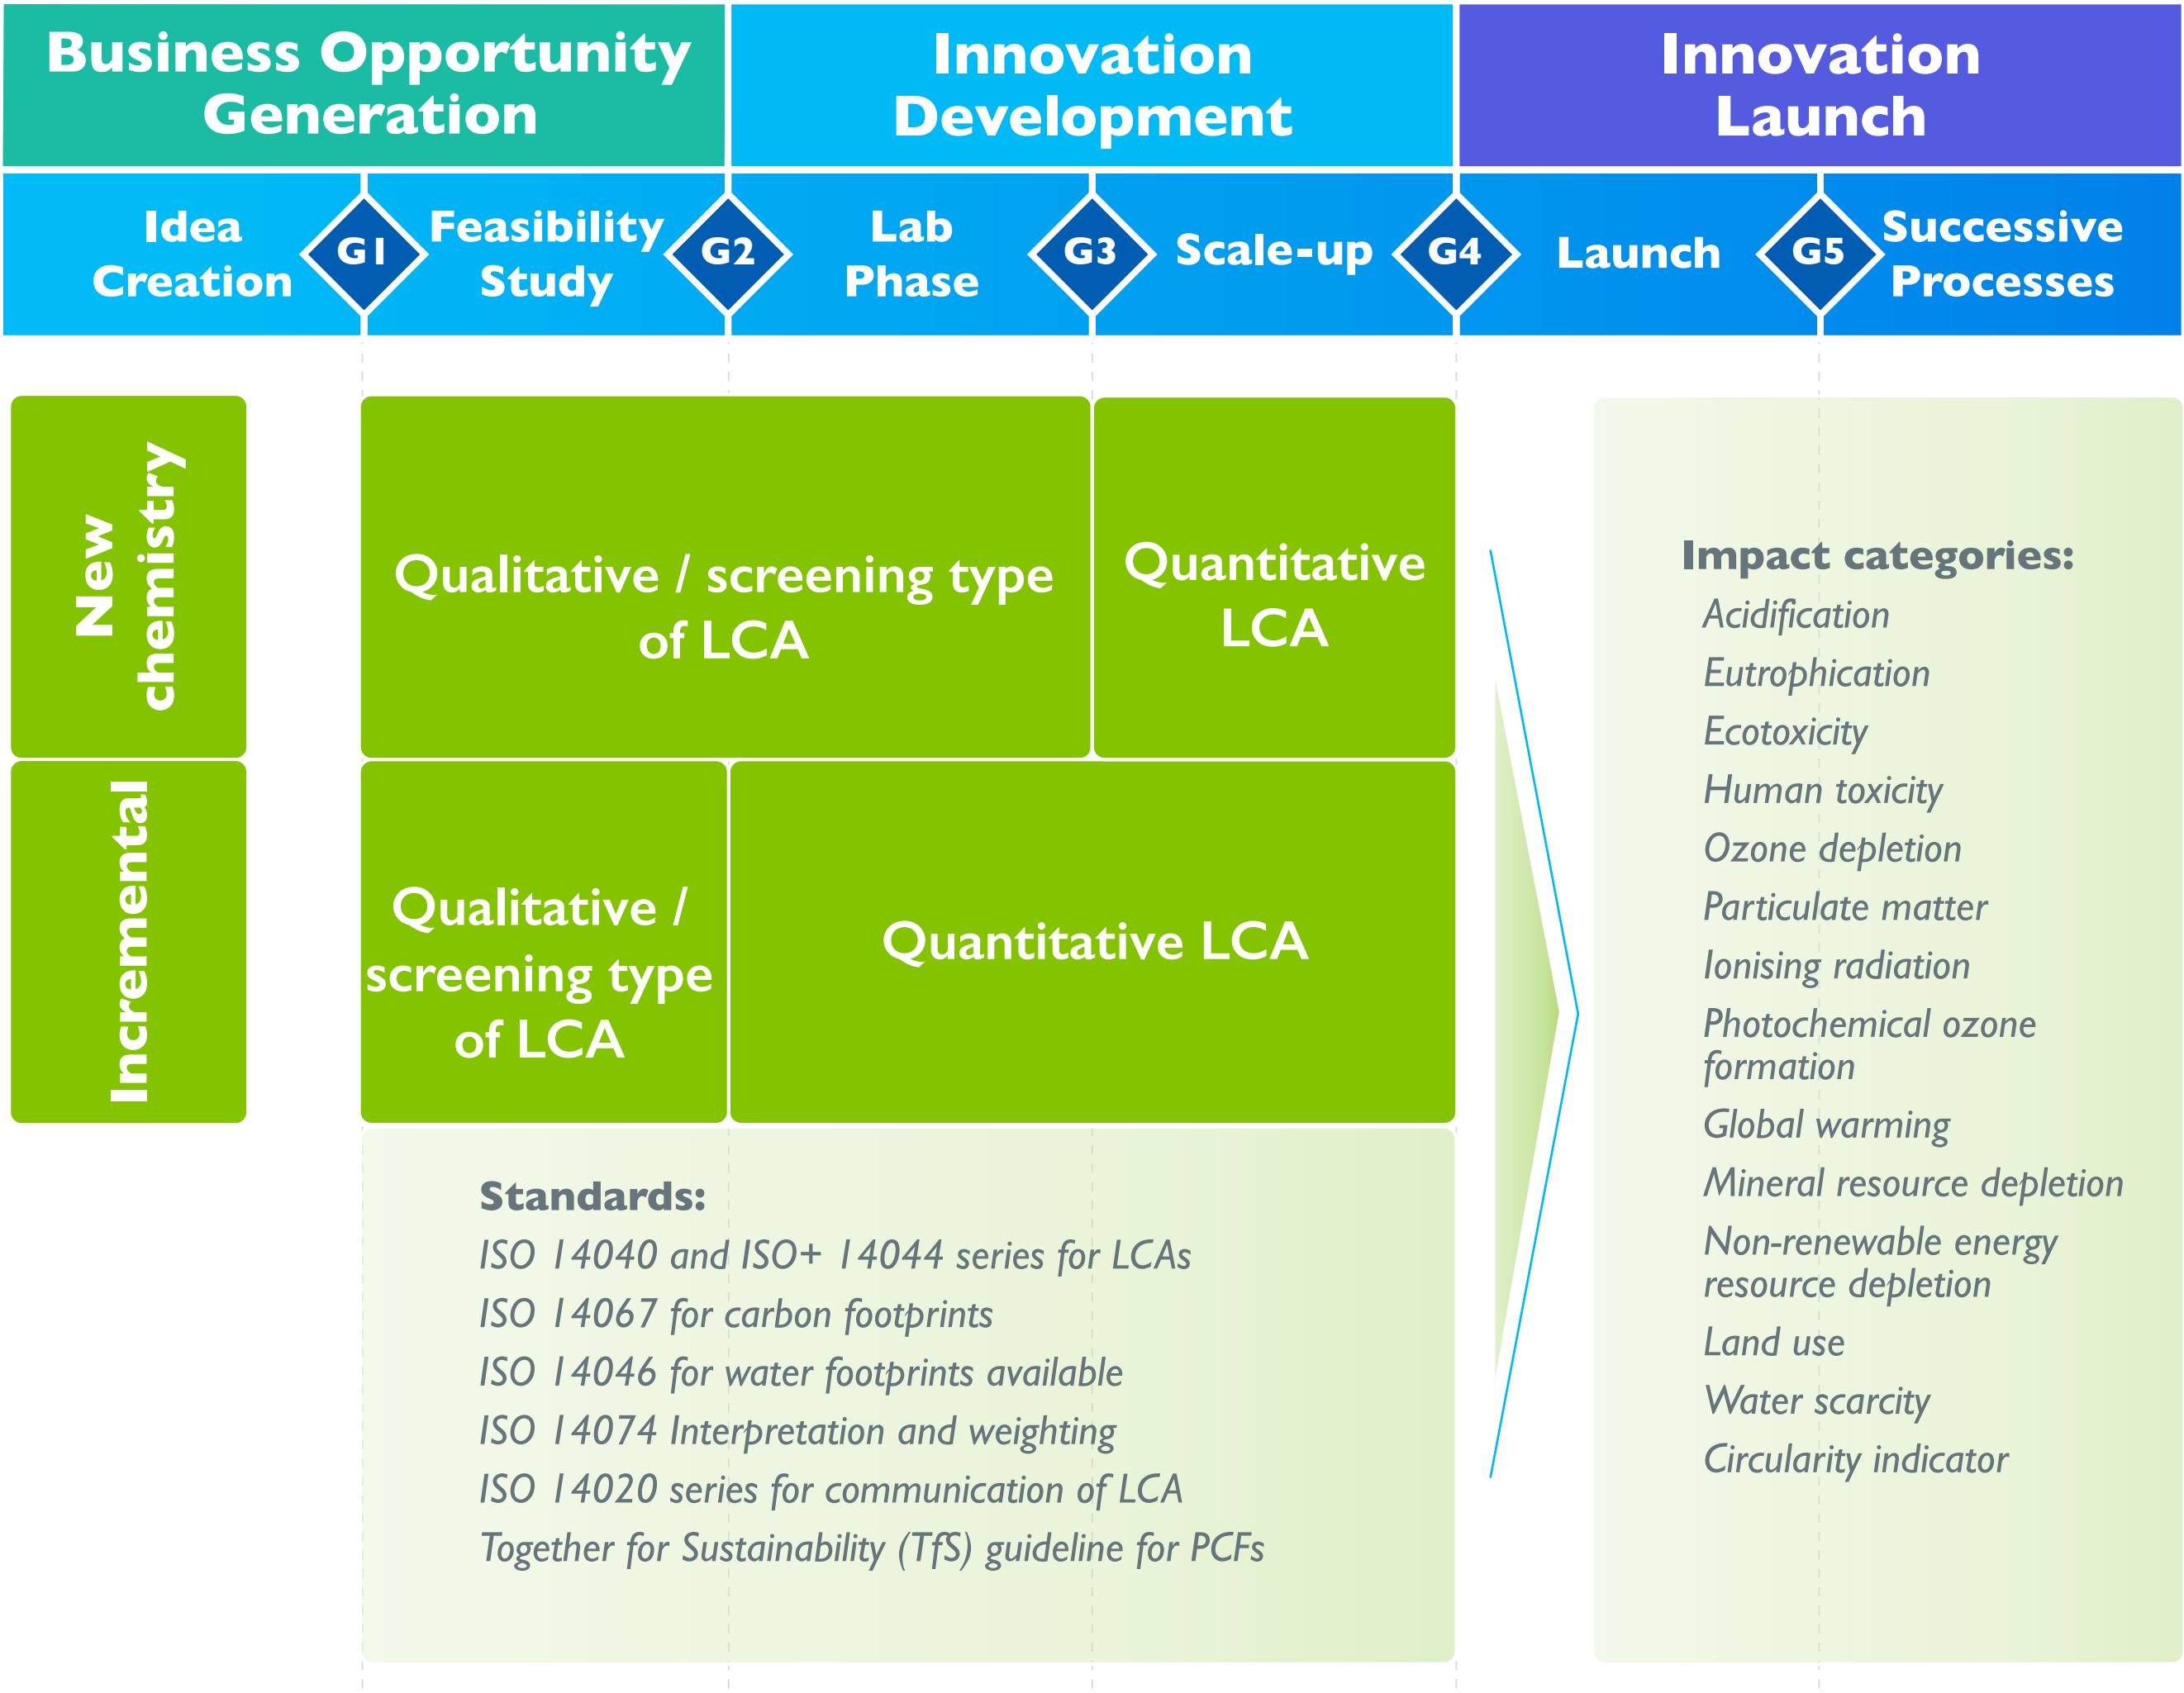 Business Opportunity
Generation
Innovation
Development
Innovation
Launch
Idea
Creation
G1
Feasibility
Study
G2
Lab
Phase
G3
Scale-up
G4
Launch
G5
Successive
Processes
New
chemistry
Qualitative / screening type
of LCA
Quantitative
LCA
Incremental
Qualitative /
screening type
of LCA
Quantitative LCA
Standards:
ISO 14040 and ISO+ 14044 series for LCAs
ISO 14067 for carbon footprints
ISO 14046 for water footprints available
ISO 14074 Interpretation and weighting
ISO 14020 series for communication of LCA
Together for Sustainability (TfS) guideline for PCFs
Impact categories:
Acidification
Eutrophication
Ecotoxicity
Human toxicity
Ozone depletion
Particulate matter
Ionising radiation
Photochemical ozone
formation
Global warming
Mineral resource depletion
Non-renewable energy
resource depletion
Land use
Water scarcity
Circularity indicator